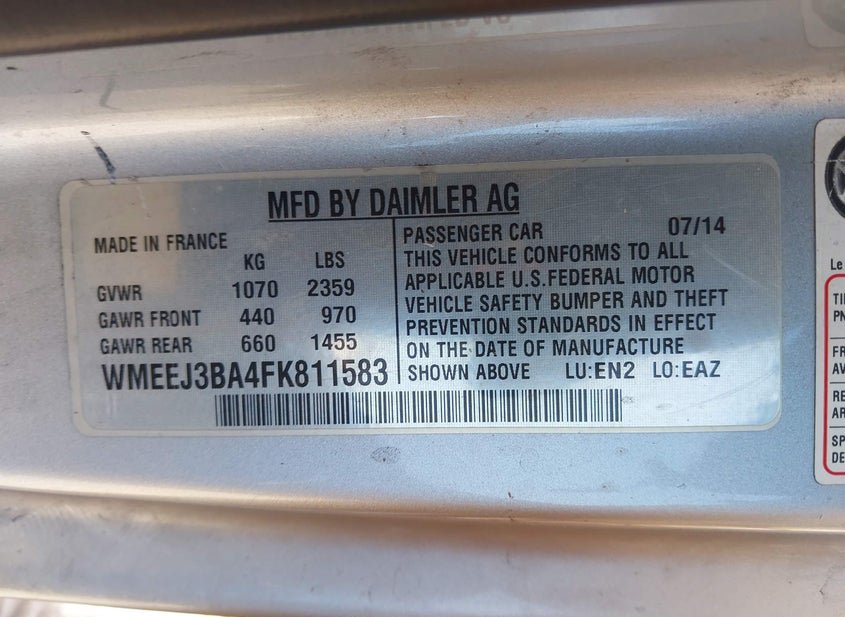 MFD BY DAIMLER AG
MADE IN FRANCE
KG LBS
GVWR 1070 2359
GAWR FRONT 440 970
GAWR REAR 660 1455
WMEEJ3BA4FK811583
PASSENGER CAR 07/14
THIS VEHICLE CONFORMS TO ALL
APPLICABLE U.S.FEDERAL MOTOR
VEHICLE SAFETY BUMPER AND THEFT
PREVENTION STANDARDS IN EFFECT
ON THE DATE OF MANUFACTURE
SHOWN ABOVE LU:EN2 LO:EAZ
Le